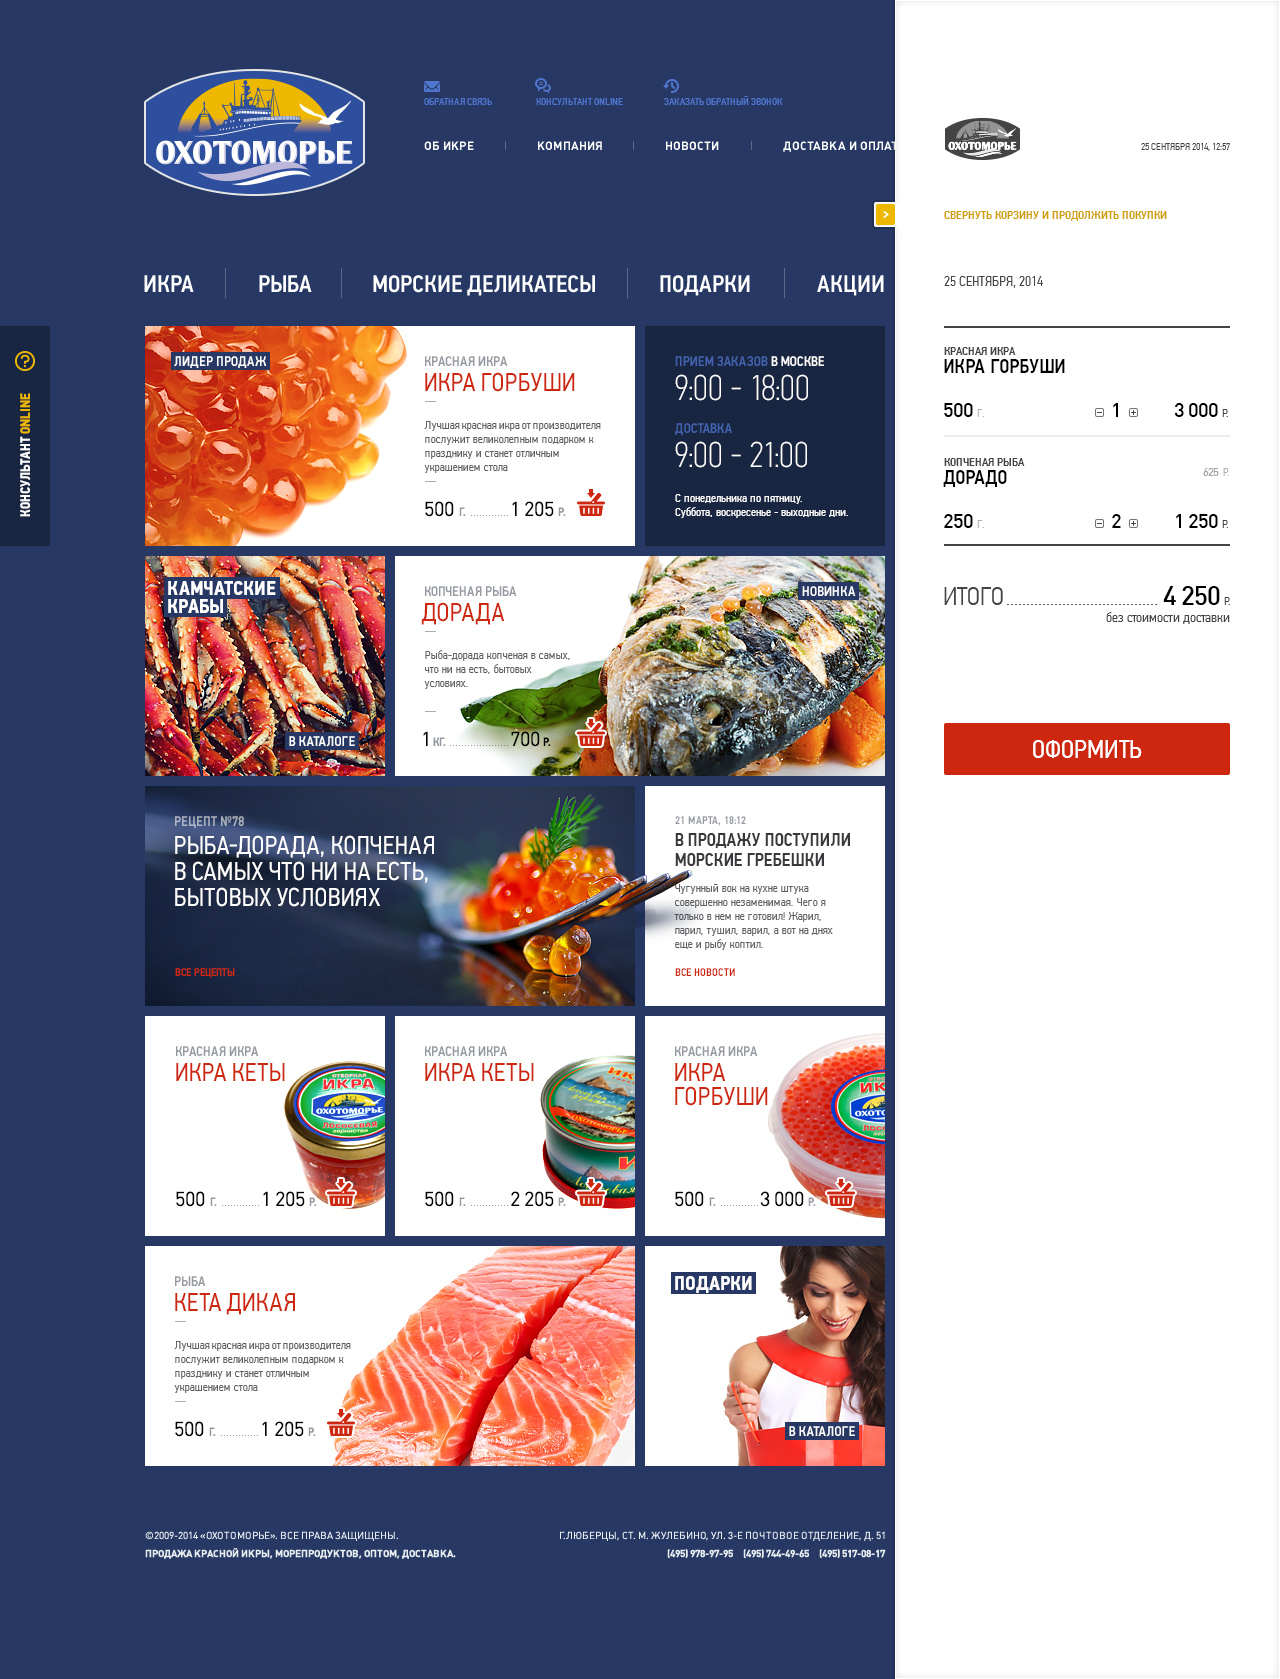 ОХОТОМОРЬЕ
ОБРАТНАЯ СВЯЗЬ
КОНСУЛЬТАНТ ONLINE
ЗАКАЗАТЬ ОБРАТНЫЙ ЗВОНОК
ОБ ИКРЕ
КОМПАНИЯ
НОВОСТИ
ДОСТАВКА И ОПЛАТ
ИКРА
РЫБА
МОРСКИЕ ДЕЛИКАТЕСЫ
ПОДАРКИ
АКЦИИ
КОНСУЛЬТАНТ ONLINE
ЛИДЕР ПРОДАЖ
КРАСНАЯ ИКРА
ИКРА ГОРБУШИ
Лучшая красная икра от производителя
послужит великолепным подарком к
празднику и станет отличным
украшением стола
500 Г. ............. 1 205 Р.
ПРИЕМ ЗАКАЗОВ В МОСКВЕ
9:00 - 18:00
ДОСТАВКА
9:00 - 21:00
С понедельника по пятницу.
Суббота, воскресенье - выходные дни.
КАМЧАТСКИЕ
КРАБЫ
В КАТАЛОГЕ
КОПЧЕНАЯ РЫБА
ДОРАДА
НОВИНКА
Рыба-дорада копченая в самых,
что ни на есть, бытовых
условиях.
1 КГ. .................... 700 Р.
РЕЦЕПТ №78
РЫБА-ДОРАДА, КОПЧЕНАЯ
В САМЫХ ЧТО НИ НА ЕСТЬ,
БЫТОВЫХ УСЛОВИЯХ
ВСЕ РЕЦЕПТЫ
21 МАРТА, 18:12
В ПРОДАЖУ ПОСТУПИЛИ
МОРСКИЕ ГРЕБЕШКИ
Чугунный вок на кухне штука
совершенно незаменимая. Чего я
только в нем не готовил! Жарил,
парил, тушил, варил, а вот на днях
еще и рыбу коптил.
ВСЕ НОВОСТИ
КРАСНАЯ ИКРА
ИКРА КЕТЫ
ОТБОРНАЯ
ИКРА
ОХОТОМОРЬЕ
ЛОСОСЕВАЯ
зернистая
500 Г. ............. 1 205 Р.
КРАСНАЯ ИКРА
ИКРА КЕТЫ
500 Г. ............. 2 205 Р.
КРАСНАЯ ИКРА
ИКРА
ГОРБУШИ
500 Г. ............. 3 000 Р.
РЫБА
КЕТА ДИКАЯ
Лучшая красная икра от производителя
послужит великолепным подарком к
празднику и станет отличным
украшением стола
500 Г. ............. 1 205 Р.
ПОДАРКИ
В КАТАЛОГЕ
©2009-2014 «ОХОТОМОРЬЕ». ВСЕ ПРАВА ЗАЩИЩЕНЫ.
ПРОДАЖА КРАСНОЙ ИКРЫ, МОРЕПРОДУКТОВ, ОПТОМ, ДОСТАВКА.
Г.ЛЮБЕРЦЫ, СТ. М. ЖУЛЕБИНО, УЛ. 3-Е ПОЧТОВОЕ ОТДЕЛЕНИЕ, Д. 51
(495) 978-97-95 (495) 744-49-65 (495) 517-08-17
ОХОТОМОРЬЕ
25 СЕНТЯБРЯ 2014, 12:57
СВЕРНУТЬ КОРЗИНУ И ПРОДОЛЖИТЬ ПОКУПКИ
25 СЕНТЯБРЯ, 2014
КРАСНАЯ ИКРА
ИКРА ГОРБУШИ
500 Г. 1 3 000 Р.
КОПЧЕНАЯ РЫБА
ДОРАДО
625 Р.
250 Г. 2 1 250 Р.
ИТОГО ...................................... 4 250 Р.
без стоимости доставки
ОФОРМИТЬ